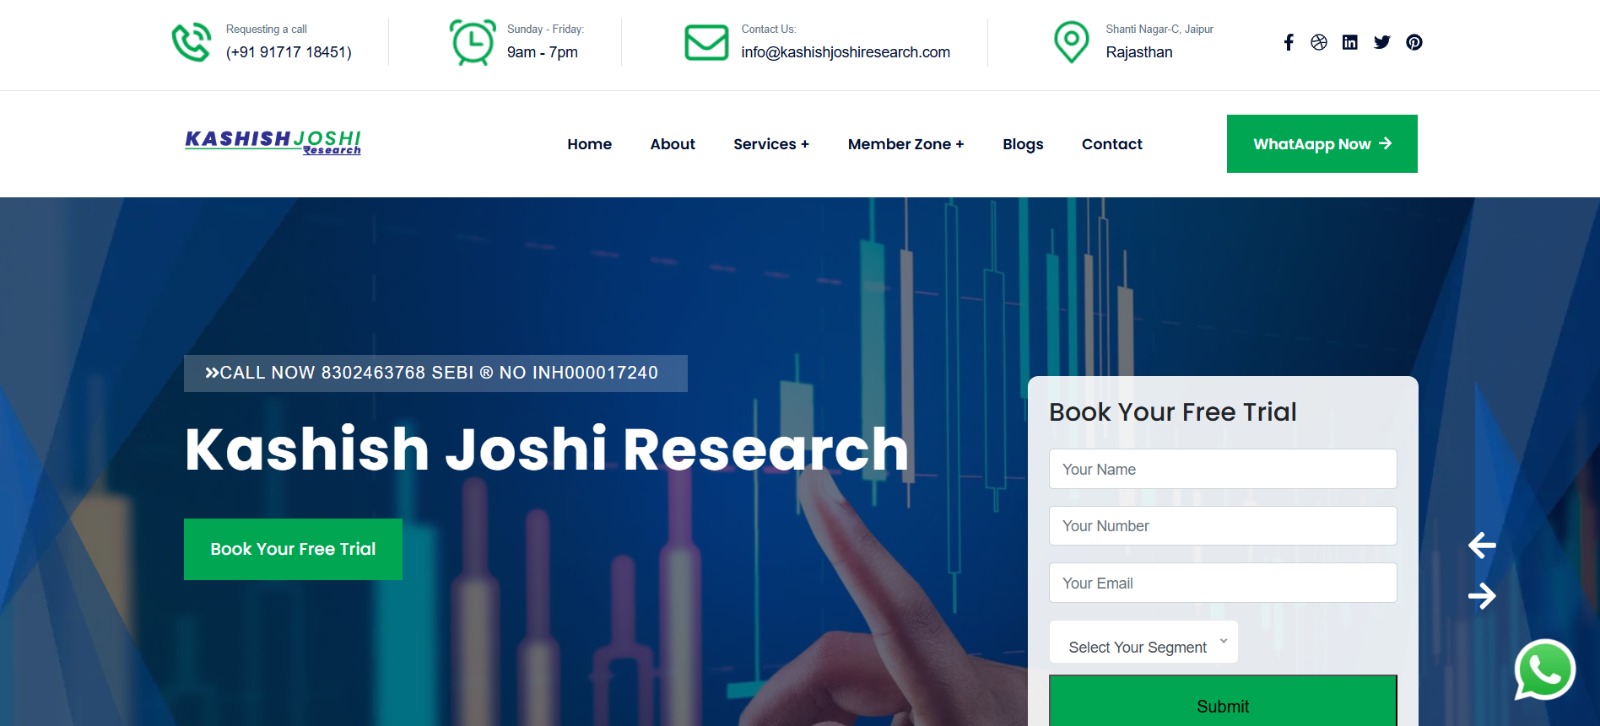 Requesting a call
(+91 91717 18451)
Sunday - Friday:
9am - 7pm
Contact Us:
info@kashishjoshiresearch.com
Shanti Nagar-C, Jaipur
Rajasthan
KASHISH JOSHI
Research
Home
About
Services +
Member Zone +
Blogs
Contact
WhatAapp Now
CALL NOW 8302463768 SEBI ® NO INH000017240
Kashish Joshi Research
Book Your Free Trial
Book Your Free Trial
Your Name
Your Number
Your Email
Select Your Segment
Submit